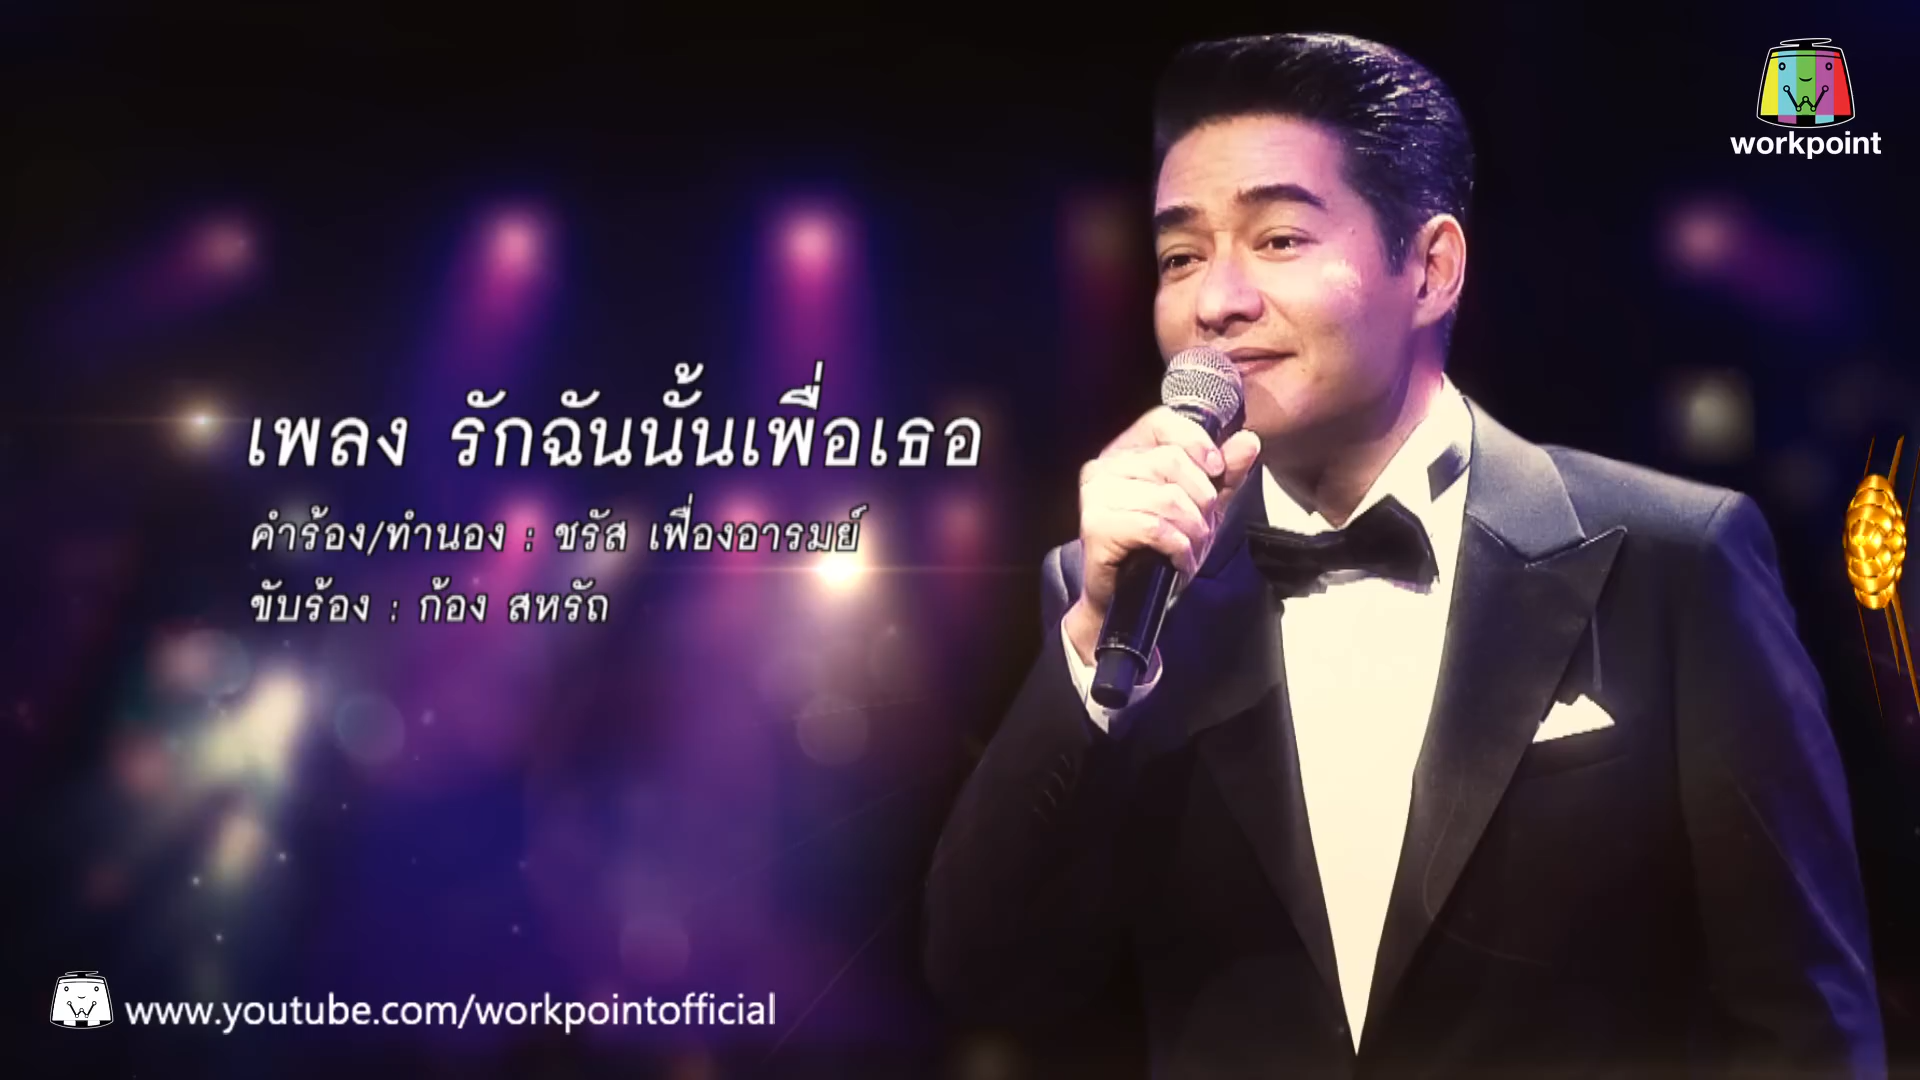 workpoint
เพลง รักฉันนั้นเพื่อเธอ
คำร้อง/ทำนอง : ชรัส เฟื่องอารมย์
ขับร้อง : ก้อง สหรัถ
www.youtube.com/workpointofficial